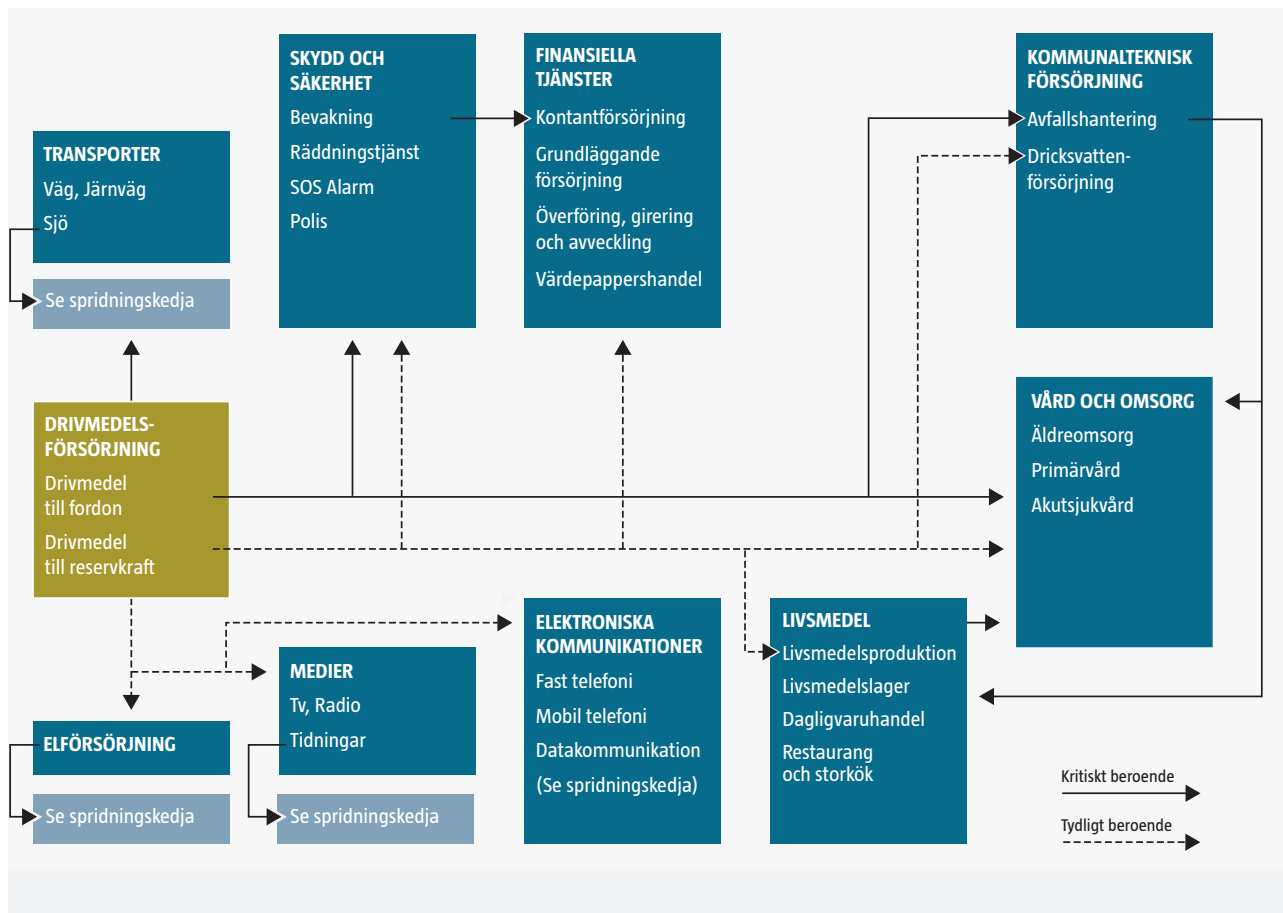 TRANSPORTER
Väg, Järnväg
Sjö
Se spridningskedja
SKYDD OCH
SÄKERHET
Bevakning
Räddningstjänst
SOS Alarm
Polis
FINANSIELLA
TJÄNSTER
Kontantförsörjning
Grundläggande
försörjning
Överföring, girering
och avveckling
Värdepappershandel
KOMMUNALTEKNISK
FÖRSÖRJNING
Avfallshantering
Dricksvatten-
försörjning
DRIVMEDELS-
FÖRSÖRJNING
Drivmedel
till fordon
Drivmedel
till reservkraft
VÅRD OCH OMSORG
Äldreomsorg
Primärvård
Akutsjukvård
ELFÖRSÖRJNING
Se spridningskedja
MEDIER
Tv, Radio
Tidningar
Se spridningskedja
ELEKTRONISKA
KOMMUNIKATIONER
Fast telefoni
Mobil telefoni
Datakommunikation
(Se spridningskedja)
LIVSMEDEL
Livsmedelsproduktion
Livsmedelslager
Dagligvaruhandel
Restaurang
och storkök
Kritiskt beroende
Tydligt beroende